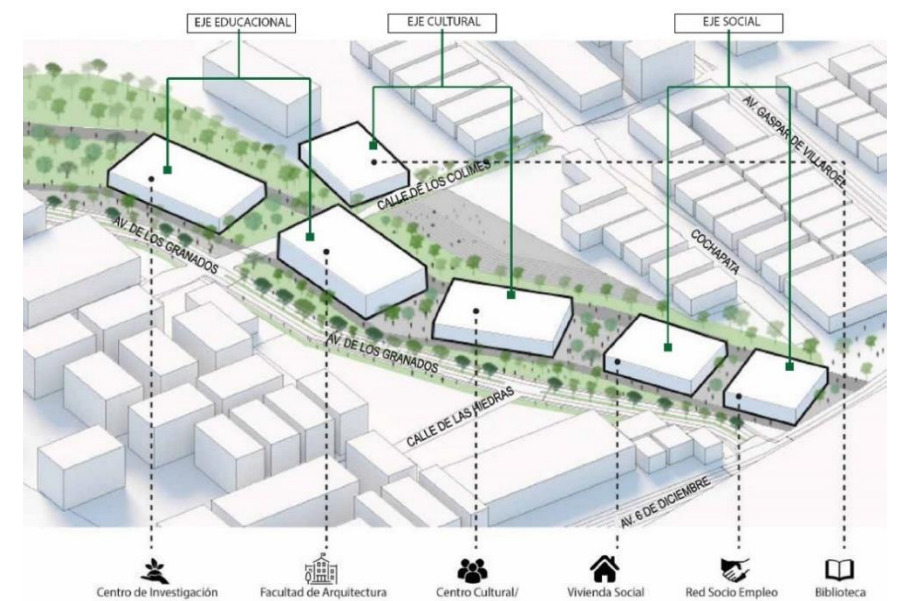 EJE EDUCACIONAL
EJE CULTURAL
EJE SOCIAL
AV. GASPAR DE VILLAROEL
CALLE DE LOS COLIMES
COCHAPATA
AV. DE LOS GRANADOS
AV. DE LOS GRANADOS
CALLE DE LAS HIEDRAS
AV. 6 DE DICIEMBRE
Centro de Investigación
Facultad de Arquitectura
Centro Cultural/
Vivienda Social
Red Socio Empleo
Biblioteca